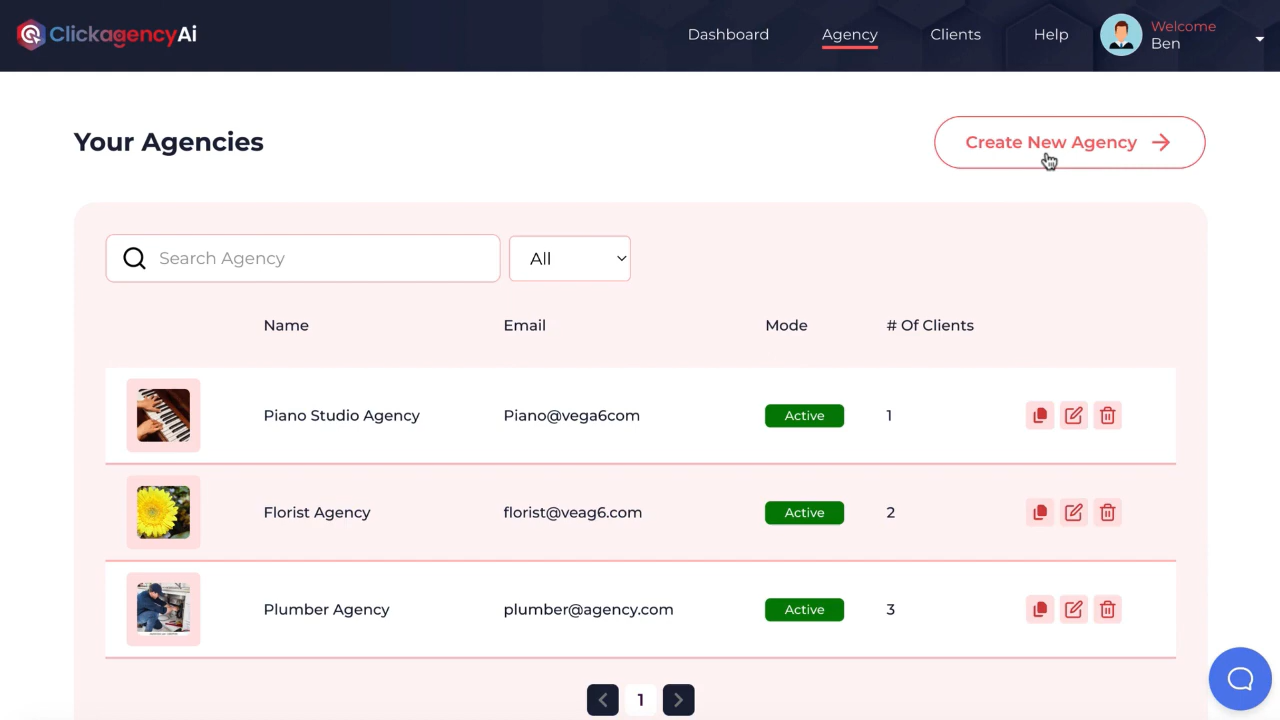 ClickagencyAi
Dashboard
Agency
Clients
Help
Welcome
Ben
Your Agencies
Create New Agency
Search Agency
All
Name Email Mode # Of Clients
Piano Studio Agency Piano@vega6com Active 1
Florist Agency florist@veag6.com Active 2
Plumber Agency plumber@agency.com Active 3
1